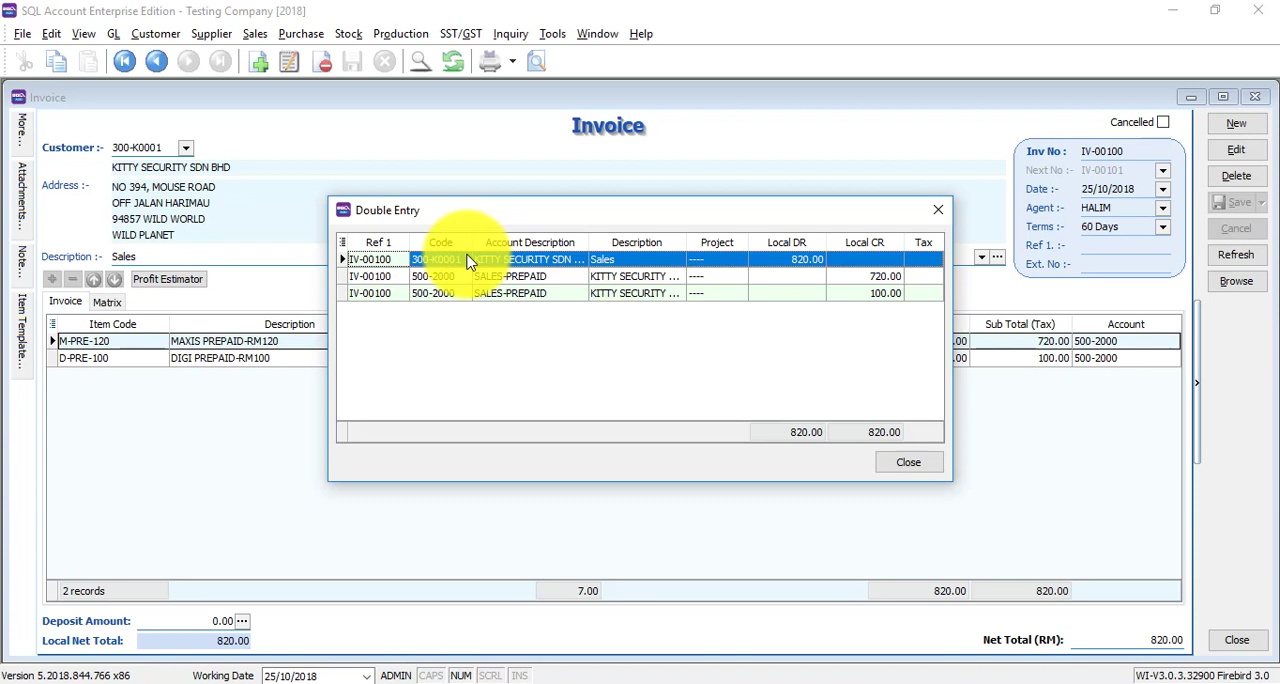 SQL Account Enterprise Edition - Testing Company [2018]
File Edit View GL Customer Supplier Sales Purchase Stock Production SST/GST Inquiry Tools Window Help
Invoice
Invoice
Cancelled
More...
Attachments...
Note...
Item Template...
Customer :- 300-K0001
KITTY SECURITY SDN BHD
Address :- NO 394, MOUSE ROAD
OFF JALAN HARIMAU
94857 WILD WORLD
WILD PLANET
Description :- Sales
Inv No : IV-00100
Next No :- IV-00101
Date :- 25/10/2018
Agent :- HALIM
Terms :- 60 Days
Ref 1. :-
Ext. No :-
New
Edit
Delete
Save
Cancel
Refresh
Browse
Profit Estimator
Invoice Matrix
Item Code Description Sub Total (Tax) Account
M-PRE-120 MAXIS PREPAID-RM120 .00 720.00 500-2000
D-PRE-100 DIGI PREPAID-RM100 .00 100.00 500-2000
Double Entry
Ref 1 Code Account Description Description Project Local DR Local CR Tax
IV-00100 300-K0001 KITTY SECURITY SDN ... Sales ---- 820.00
IV-00100 500-2000 SALES-PREPAID KITTY SECURITY ... ---- 720.00
IV-00100 500-2000 SALES-PREPAID KITTY SECURITY ... ---- 100.00
820.00 820.00
Close
2 records 7.00 820.00 820.00
Deposit Amount: 0.00
Local Net Total: 820.00
Net Total (RM): 820.00
Close
Version 5.2018.844.766 x86 Working Date 25/10/2018 ADMIN CAPS NUM SCRL INS WI-V3.0.3.32900 Firebird 3.0